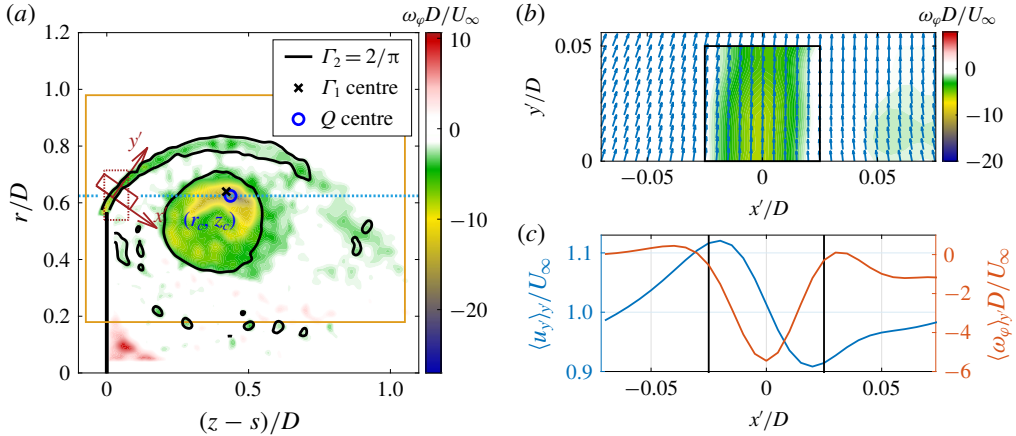 (a)
ω_φD/U_∞
1.2
1.0
0.8
0.6
0.4
0.2
0
r/D
Γ_2 = 2/π
Γ_1 centre
Q centre
y′
x′
(r_c, z_c)
0
0.5
1.0
(z − s)/D
10
0
−10
−20
(b)
ω_φD/U_∞
0.05
0
y′/D
−0.05
0
0.05
x′/D
0
−10
−20
(c)
1.1
1.0
0.9
⟨u_y′⟩_y′/U_∞
−0.05
0
0.05
x′/D
0
−2
−4
−6
⟨ω_φ⟩_y′D/U_∞